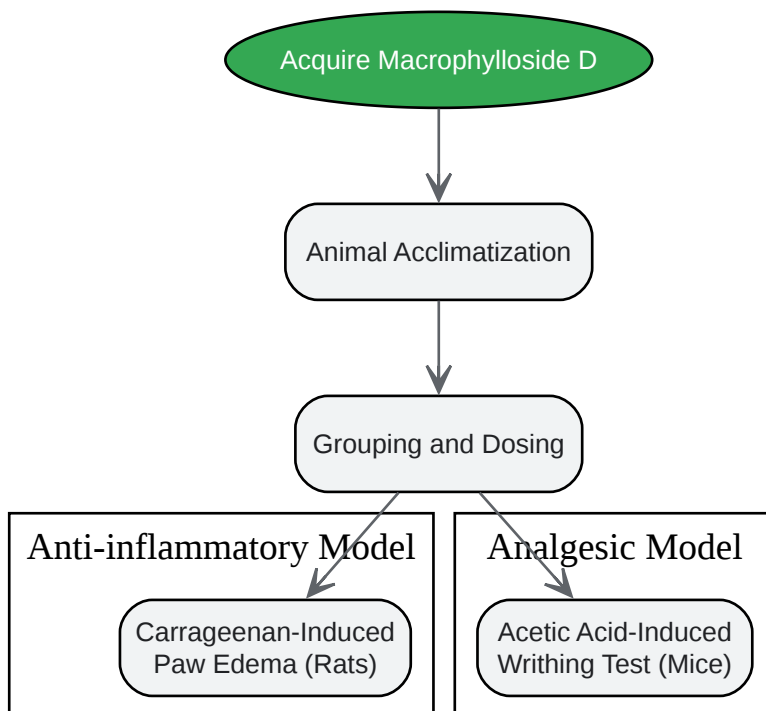 Acquire Macrophylloside D
Animal Acclimatization
Grouping and Dosing
Anti-inflammatory Model
Carrageenan-Induced
Paw Edema (Rats)
Analgesic Model
Acetic Acid-Induced
Writhing Test (Mice)